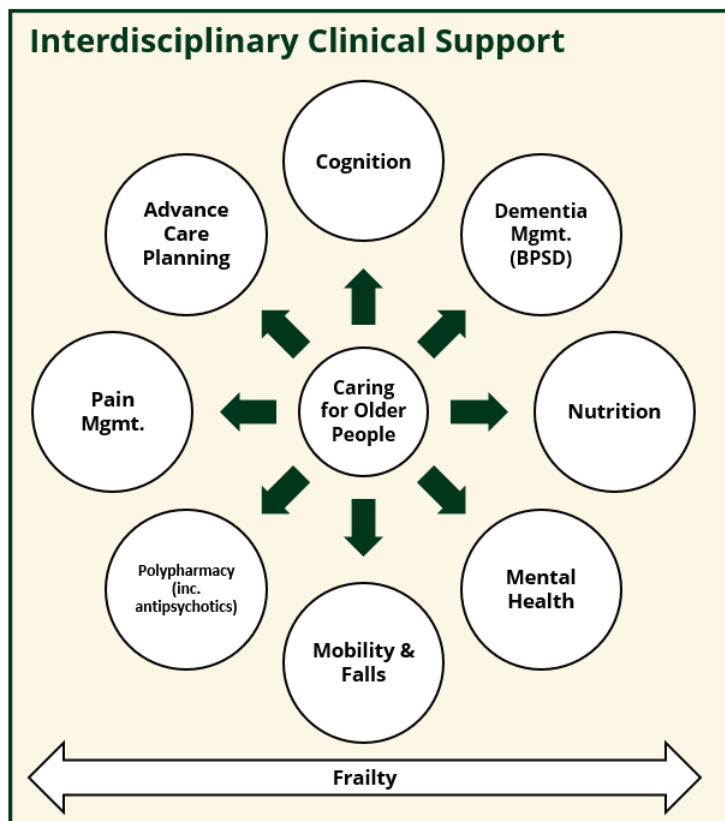 Interdisciplinary Clinical Support
Cognition
Dementia
Mgmt.
(BPSD)
Nutrition
Mental
Health
Mobility &
Falls
Polypharmacy
(inc.
antipsychotics)
Pain
Mgmt.
Advance
Care
Planning
Caring
for Older
People
Frailty